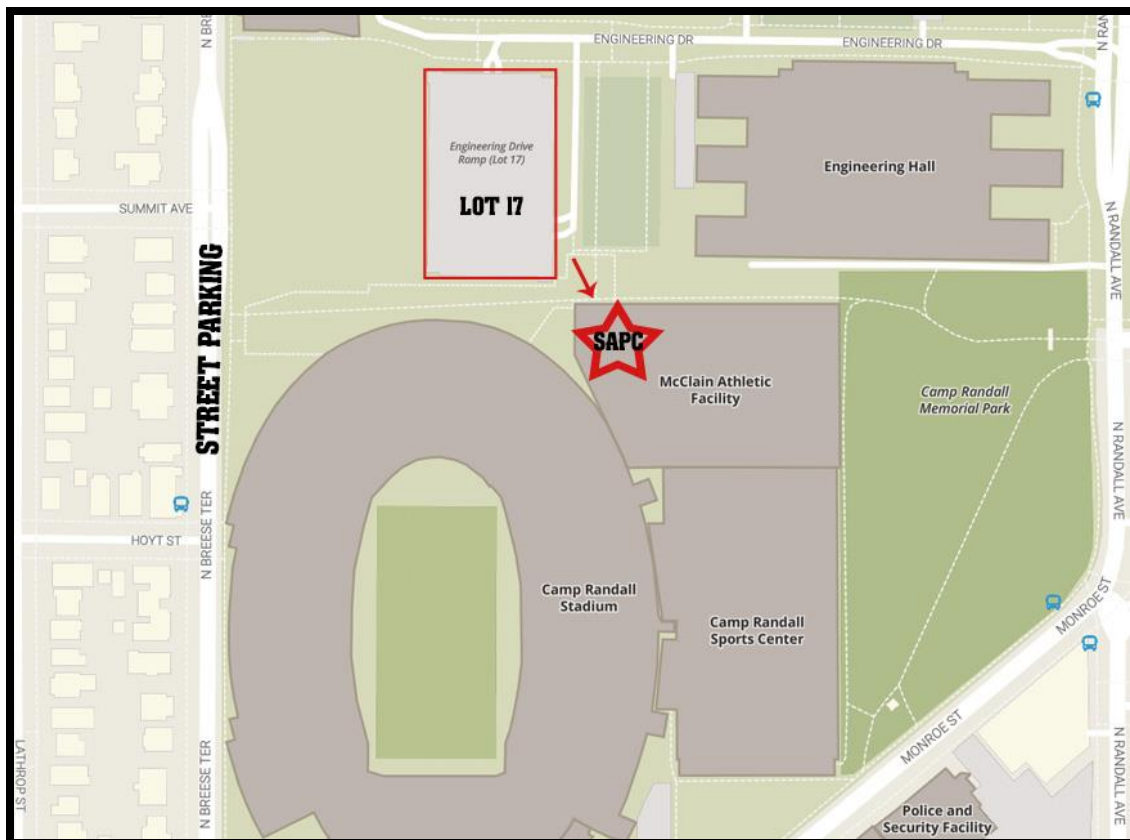 N BREESE
ENGINEERING DR
ENGINEERING DR
N RAN
Engineering Drive
Ramp (Lot 17)
LOT 17
Engineering Hall
SUMMIT AVE
N RANDALL AVE
STREET PARKING
SAPC
McClain Athletic
Facility
Camp Randall
Memorial Park
N RANDALL AVE
HOYT ST
N BREESE TER
Camp Randall
Stadium
Camp Randall
Sports Center
MONROE ST
MONROE ST
LATHROP ST
N BREESE TER
N RANDALL AVE
Police and
Security Facility